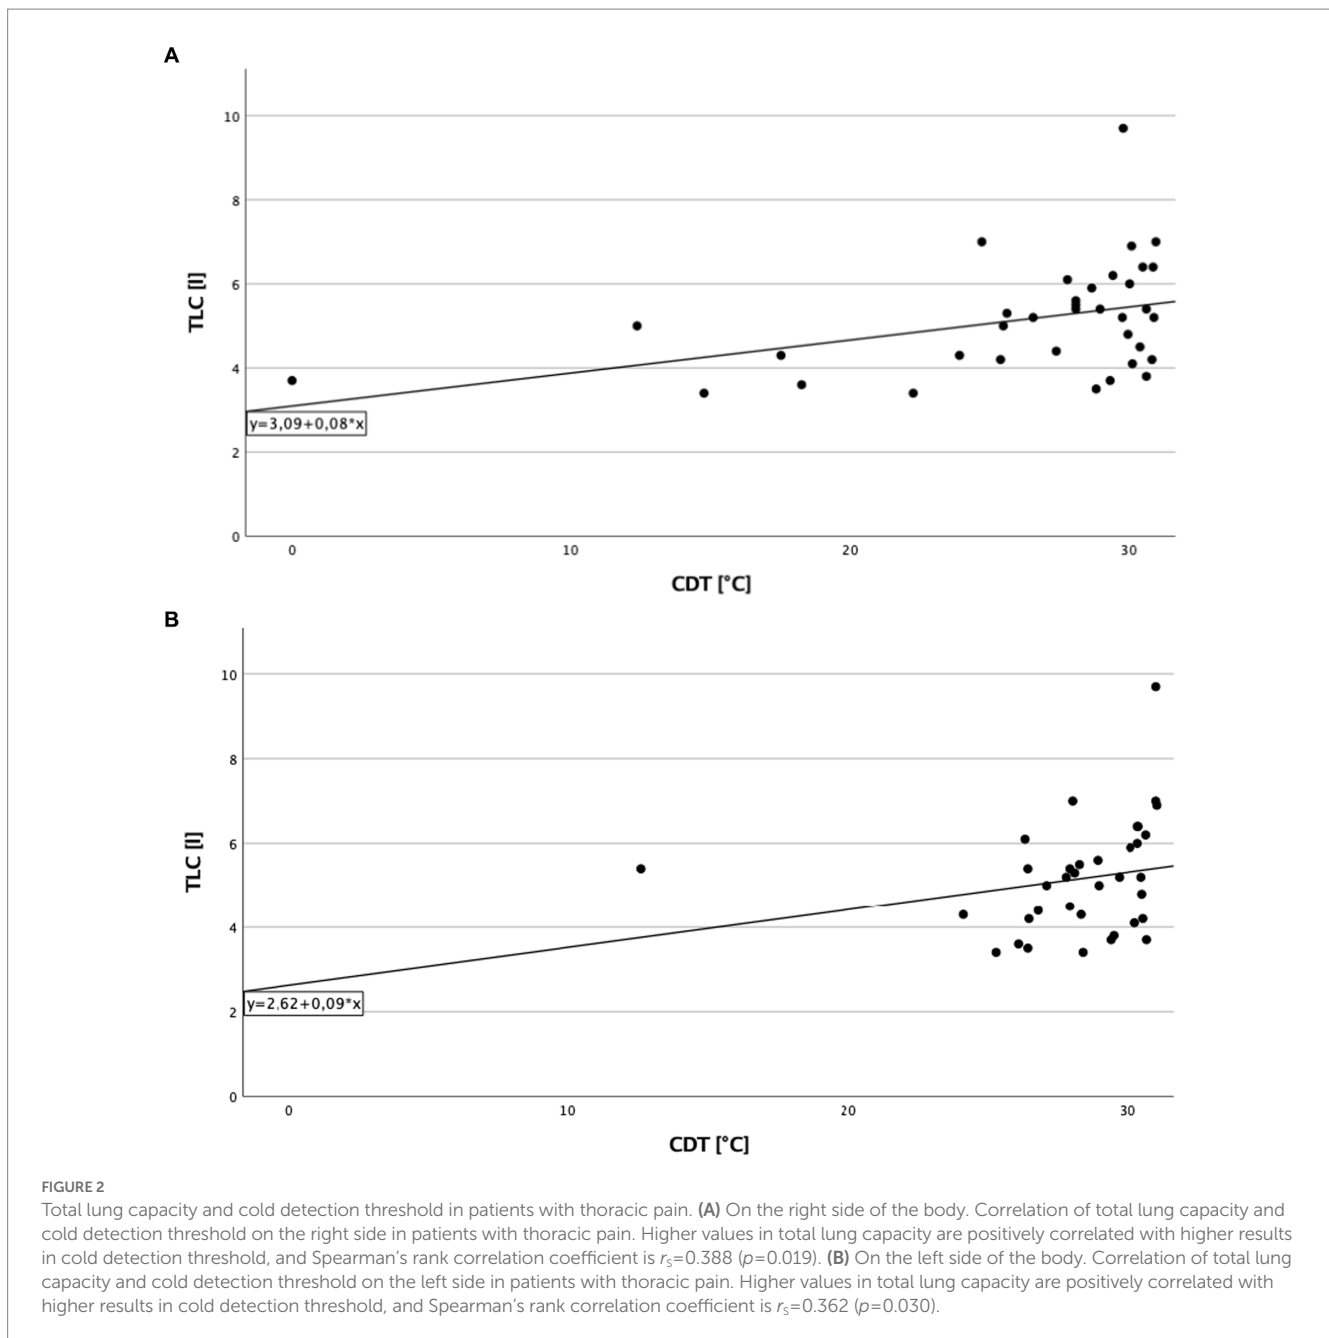 A
10
8
6
4
2
0
TLC [l]
y=3,09+0,08*x
0 10 20 30
CDT [°C]
B
10
8
6
4
2
0
TLC [l]
y=2,62+0,09*x
0 10 20 30
CDT [°C]
FIGURE 2
Total lung capacity and cold detection threshold in patients with thoracic pain. (A) On the right side of the body. Correlation of total lung capacity and
cold detection threshold on the right side in patients with thoracic pain. Higher values in total lung capacity are positively correlated with higher results
in cold detection threshold, and Spearman's rank correlation coefficient is rS=0.388 (p=0.019). (B) On the left side of the body. Correlation of total lung
capacity and cold detection threshold on the left side in patients with thoracic pain. Higher values in total lung capacity are positively correlated with
higher results in cold detection threshold, and Spearman's rank correlation coefficient is rS=0.362 (p=0.030).